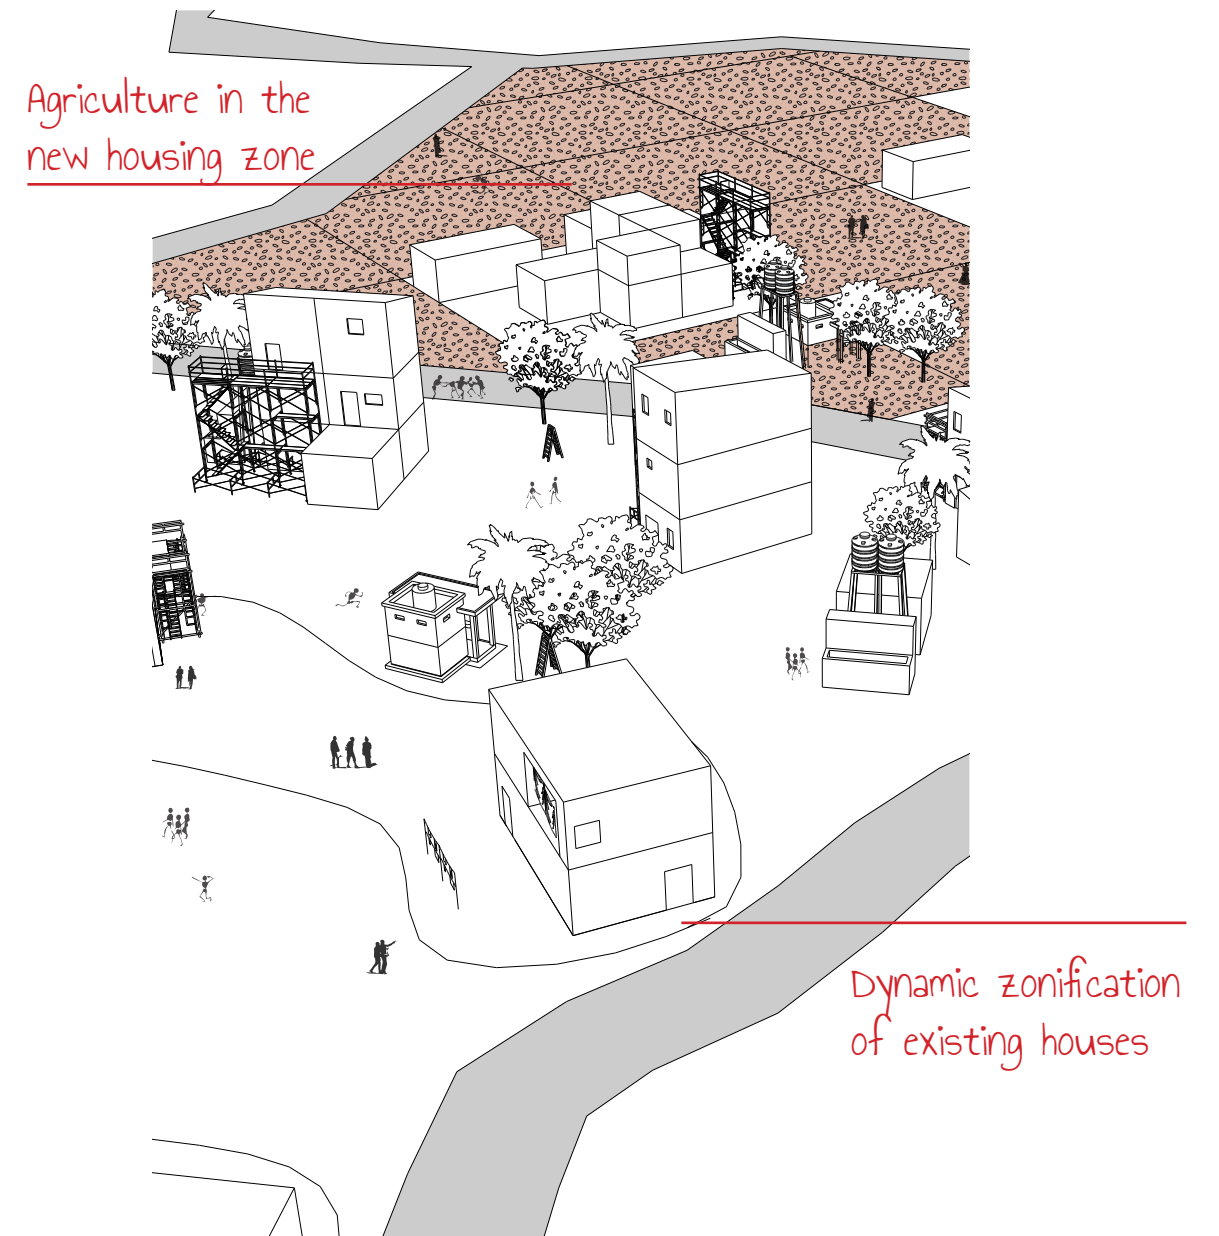 Agriculture in the
new housing zone
Dynamic zonification
of existing houses